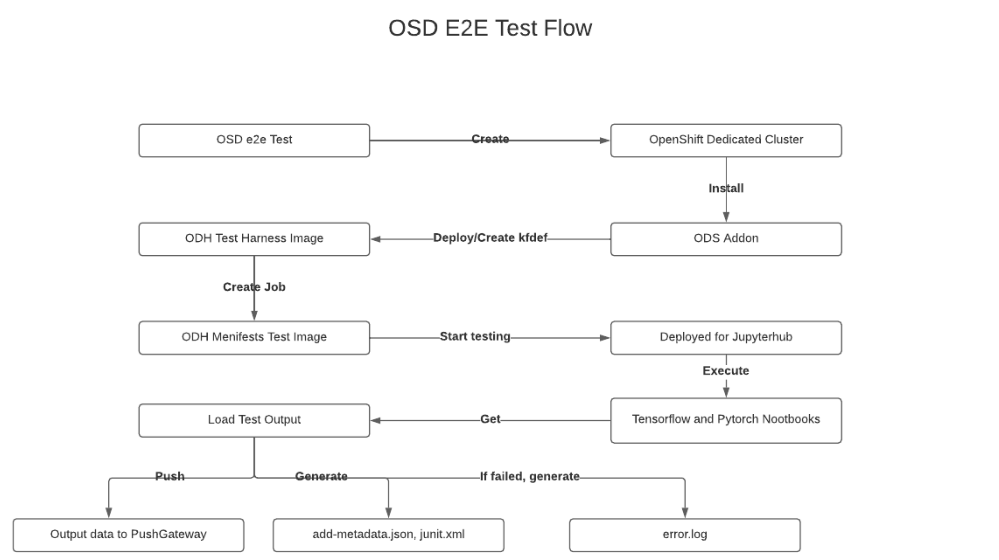 OSD E2E Test Flow
OSD e2e Test
Create
OpenShift Dedicated Cluster
Install
ODH Test Harness Image
Deploy/Create kfdef
ODS Addon
Create Job
ODH Menifests Test Image
Start testing
Deployed for Jupyterhub
Execute
Load Test Output
Get
Tensorflow and Pytorch Nootbooks
Push
Generate
If failed, generate
Output data to PushGateway
add-metadata.json, junit.xml
error.log